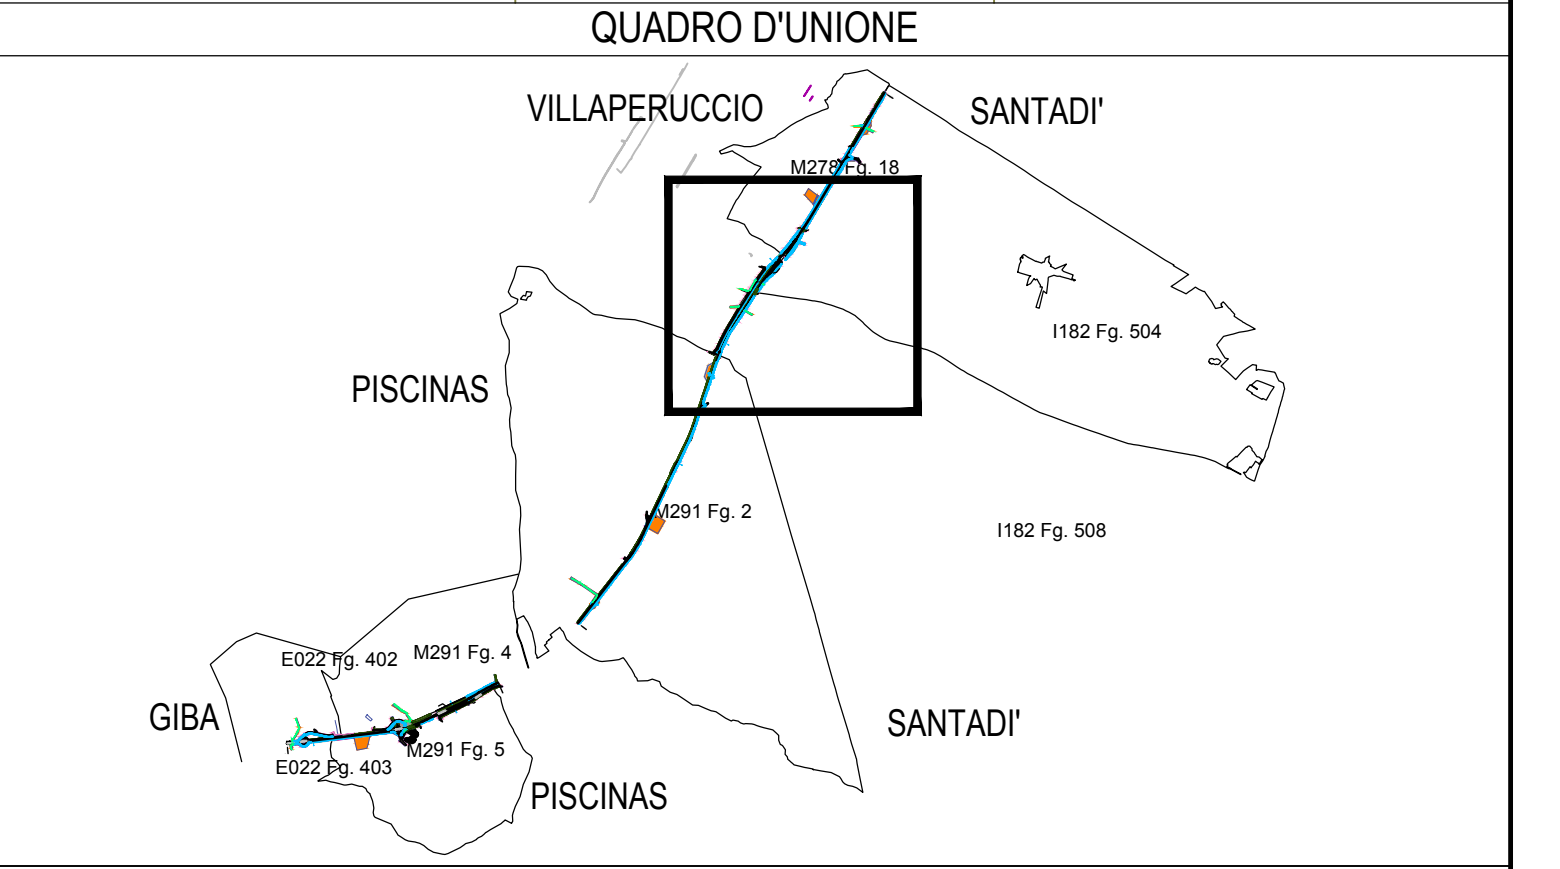 QUADRO D'UNIONE
VILLAPERUCCIO
SANTADI'
M278 Fg. 18
I182 Fg. 504
PISCINAS
M291 Fg. 2
I182 Fg. 508
E022 Fg. 402
M291 Fg. 4
GIBA
SANTADI'
M291 Fg. 5
E022 Fg. 403
PISCINAS